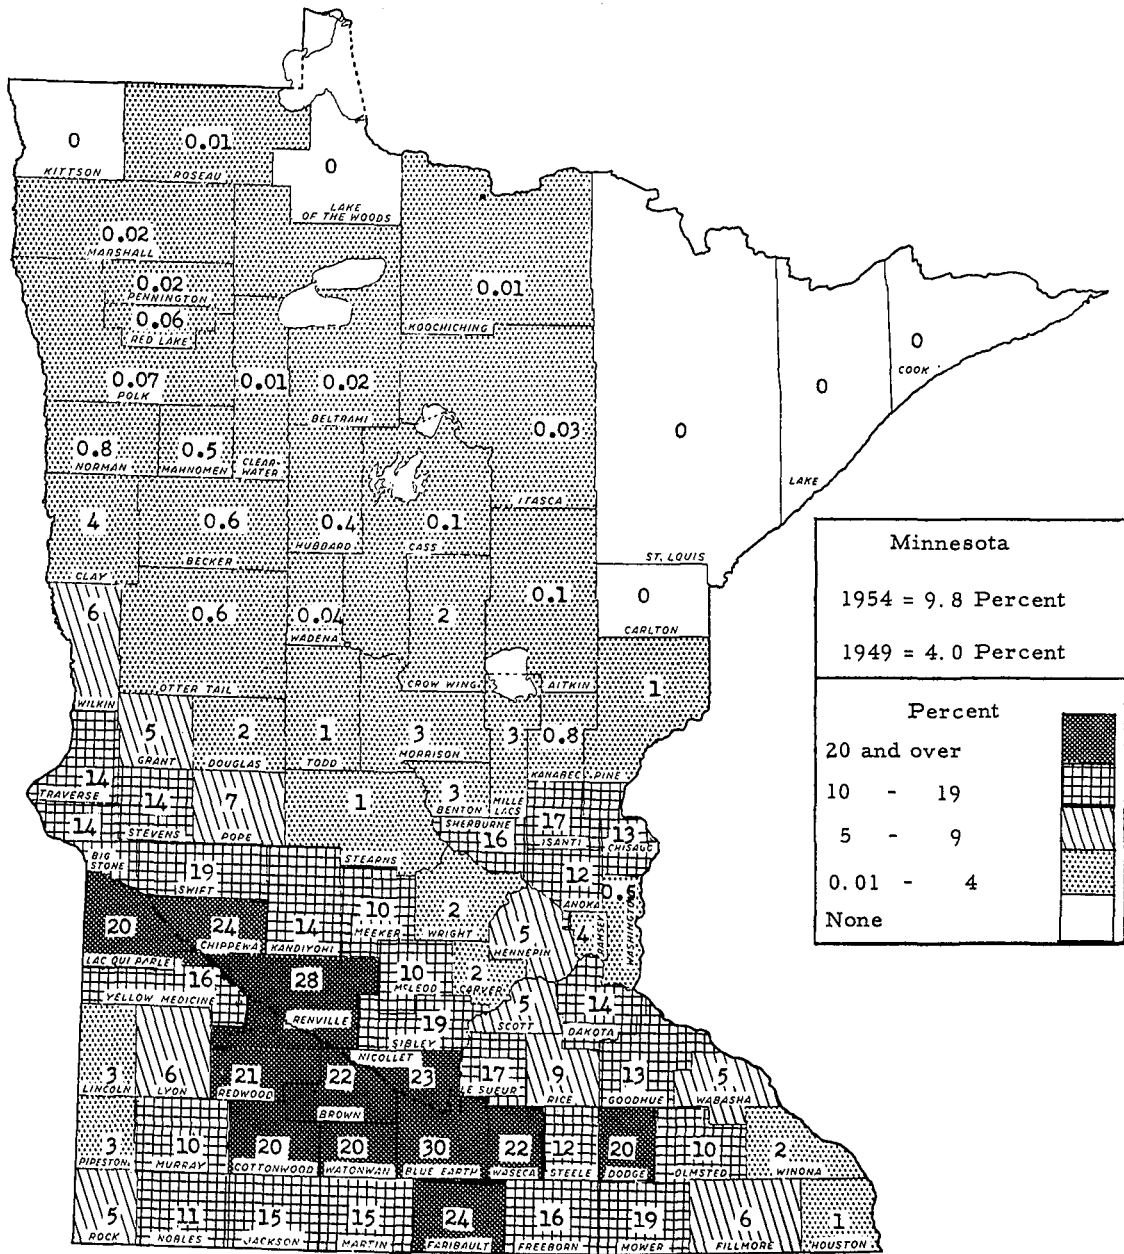 0
KITTSON
0.01
ROSEAU
0
LAKE
OF THE WOODS
0.02
MARSHALL
0.02
PENNINGTON
0.06
RED LAKE
0.01
KOOCHICHING
0
COOK
0
LAKE
0
ST. LOUIS
0.07
POLK
0.01
CLEAR-
WATER
0.02
BELTRAMI
0.03
ITASCA
0.8
NORMAN
0.5
MAHNOMEN
4
CLAY
0.6
BECKER
0.4
HUBBARD
0.1
CASS
0.1
AITKIN
0
CARLTON
6
WILKIN
0.6
OTTER TAIL
0.04
WADENA
2
CROW WING
1
PINE
5
GRANT
2
DOUGLAS
1
TODD
3
MORRISON
3
MILLE
LACS
0.8
KANABEC
14
TRAVERSE
14
STEVENS
7
POPE
1
STEARNS
3
BENTON
SHERBURNE
16
17
ISANTI
13
CHISAGO
14
BIG
STONE
19
SWIFT
14
KANDIYOHI
10
MEEKER
2
WRIGHT
12
ANOKA
5
HENNEPIN
4
RAMSEY
WASHINGTON
20
LAC QUI PARLE
24
CHIPPEWA
28
RENVILLE
10
MCLEOD
2
CARVER
16
YELLOW MEDICINE
19
SIBLEY
5
SCOTT
14
DAKOTA
3
LINCOLN
6
LYON
21
REDWOOD
22
BROWN
NICOLLET
23
17
LE SUEUR
9
RICE
13
GOODHUE
5
WABASHA
3
PIPESTONE
10
MURRAY
20
COTTONWOOD
20
WATONWAN
30
BLUE EARTH
22
WASECA
12
STEELE
20
DODGE
10
OLMSTED
2
WINONA
5
ROCK
11
NOBLES
15
JACKSON
15
MARTIN
24
FARIBAULT
16
FREEBORN
19
MOWER
6
FILLMORE
1
HOUSTON
Minnesota
1954 = 9.8 Percent
1949 = 4.0 Percent
Percent
20 and over
10 - 19
5 - 9
0.01 - 4
None